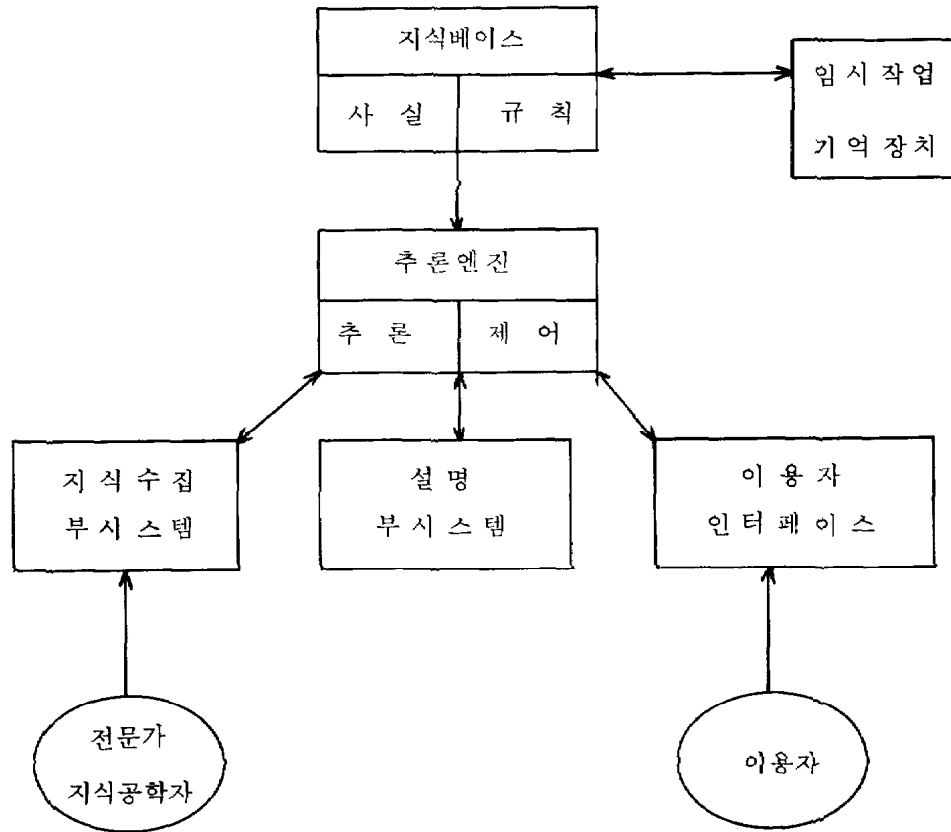 지식베이스
사 실
규 칙
임 시 작 업
기 억 장 치
추 론 엔 진
추 론
제 어
지 식 수 집
부 시 스 템
설 명
부 시 스 템
이 용 자
인 터 페 이 스
전문가
지식공학자
이용자